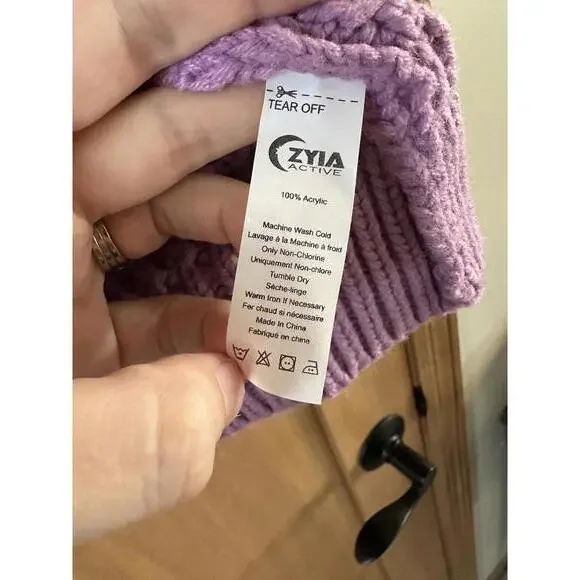 TEAR OFF
ZYIA
ACTIVE
100% Acrylic
Machine Wash Cold
Lavage à la Machine à froid
Only Non-Chlorine
Uniquement Non-chlore
Tumble Dry
Sèche-linge
Warm Iron If Necessary
Fer chaud si nécessaire
Made In China
Fabriqué en chine